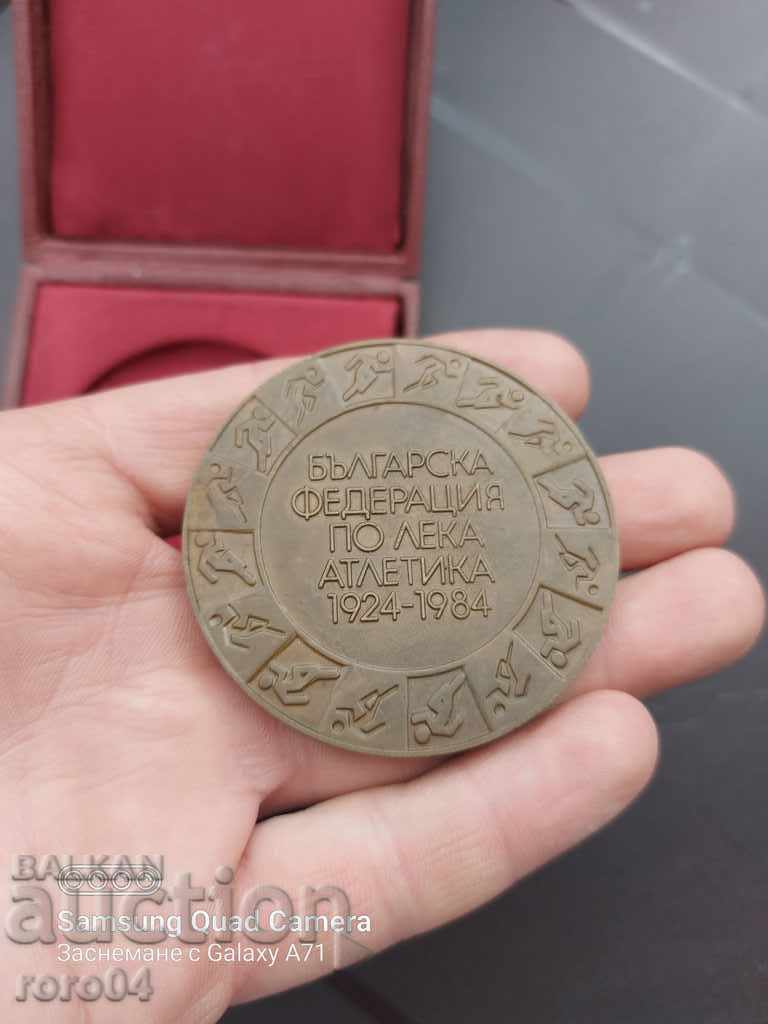 БЪЛГАРСКА
ФЕДЕРАЦИЯ
ПО ЛЕКА
АТЛЕТИКА
1924-1984
BALKAN
auction
Samsung Quad Camera
Заснемане с Galaxy A71
roro04